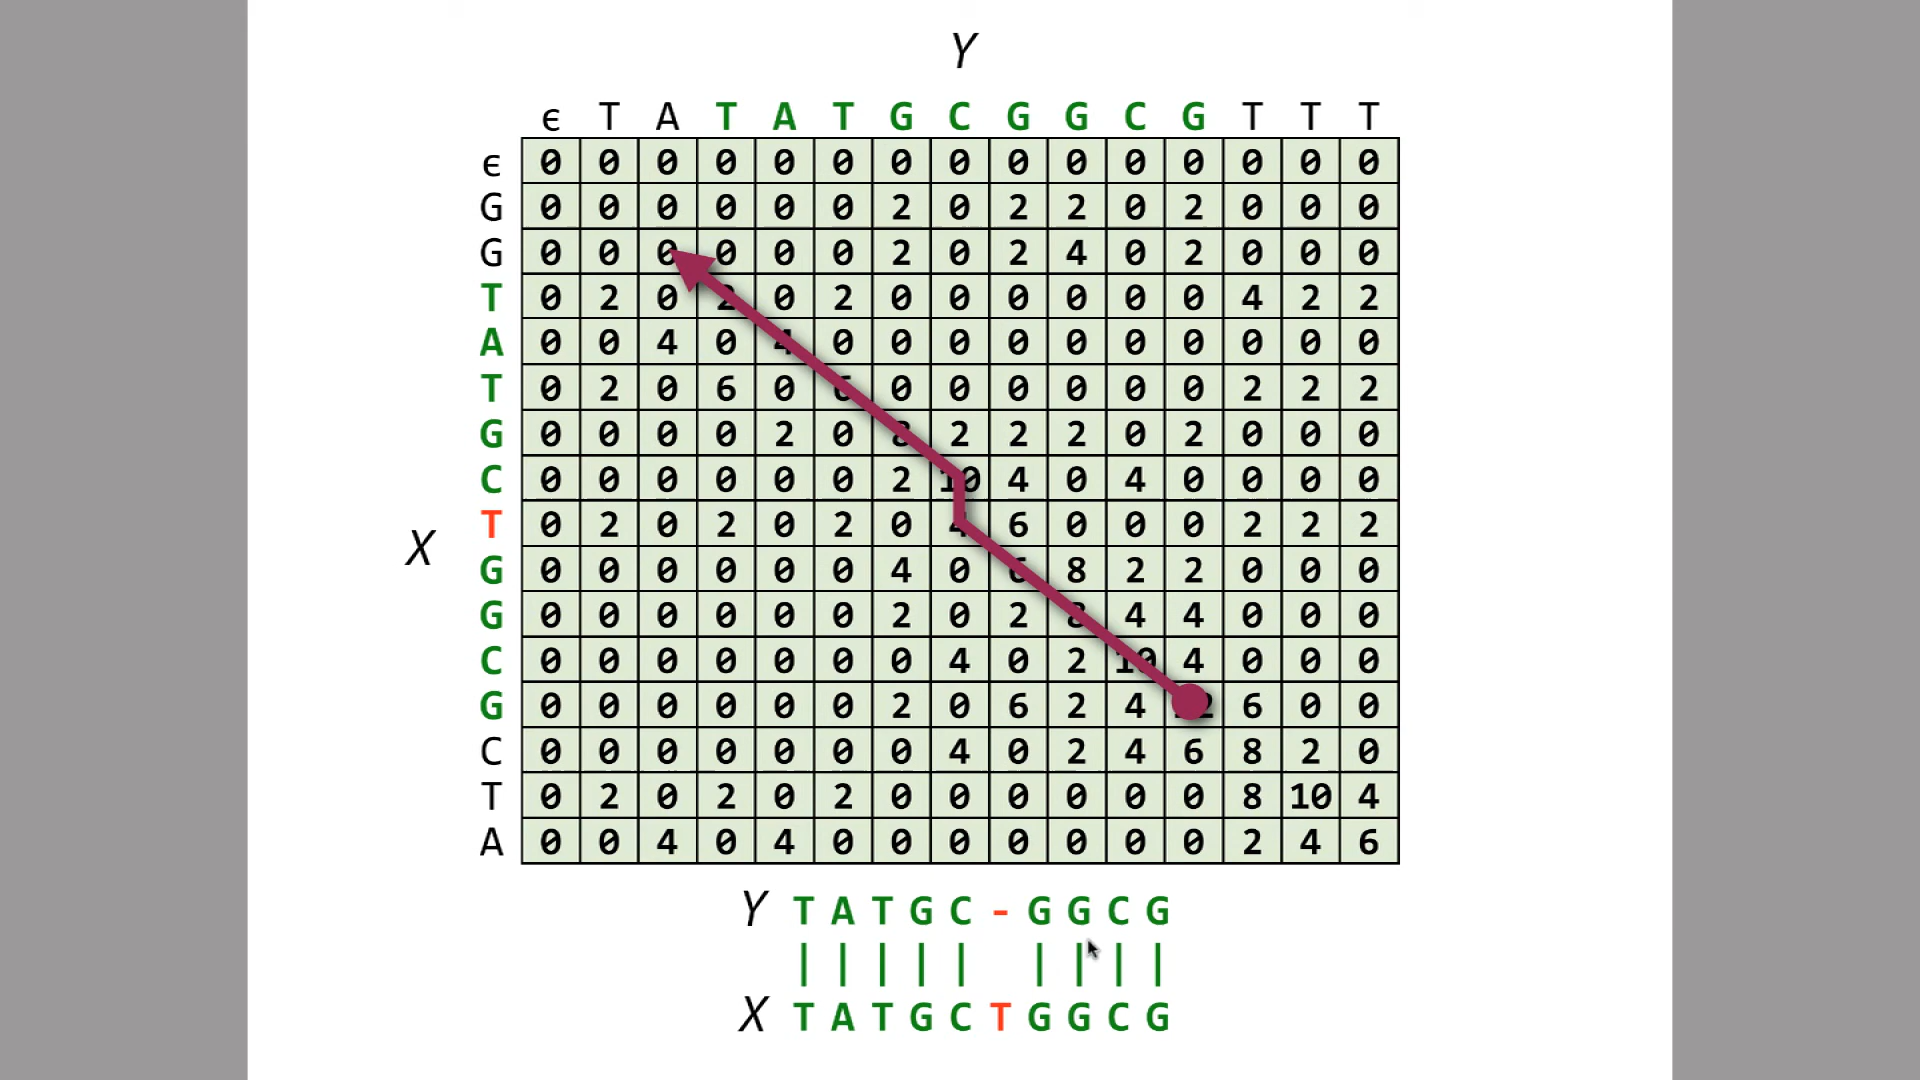 Y
ϵ T A T A T G C G G C G T T T
ϵ 0 0 0 0 0 0 0 0 0 0 0 0 0 0 0
G 0 0 0 0 0 0 2 0 2 2 0 2 0 0 0
G 0 0 0 0 0 0 2 0 2 4 0 2 0 0 0
T 0 2 0 2 0 2 0 0 0 0 0 0 4 2 2
A 0 0 4 0 4 0 0 0 0 0 0 0 0 0 0
T 0 2 0 6 0 6 0 0 0 0 0 0 2 2 2
G 0 0 0 0 2 0 8 2 2 2 0 2 0 0 0
C 0 0 0 0 0 0 2 10 4 0 4 0 0 0 0
T 0 2 0 2 0 2 0 4 6 0 0 0 2 2 2
X
G 0 0 0 0 0 0 4 0 6 8 2 2 0 0 0
G 0 0 0 0 0 0 2 0 2 8 4 4 0 0 0
C 0 0 0 0 0 0 0 4 0 2 10 4 0 0 0
G 0 0 0 0 0 0 2 0 6 2 4 12 6 0 0
C 0 0 0 0 0 0 0 4 0 2 4 6 8 2 0
T 0 2 0 2 0 2 0 0 0 0 0 0 8 10 4
A 0 0 4 0 4 0 0 0 0 0 0 0 2 4 6
Y T A T G C - G G C G
| | | | | | | | |
X T A T G C T G G C G